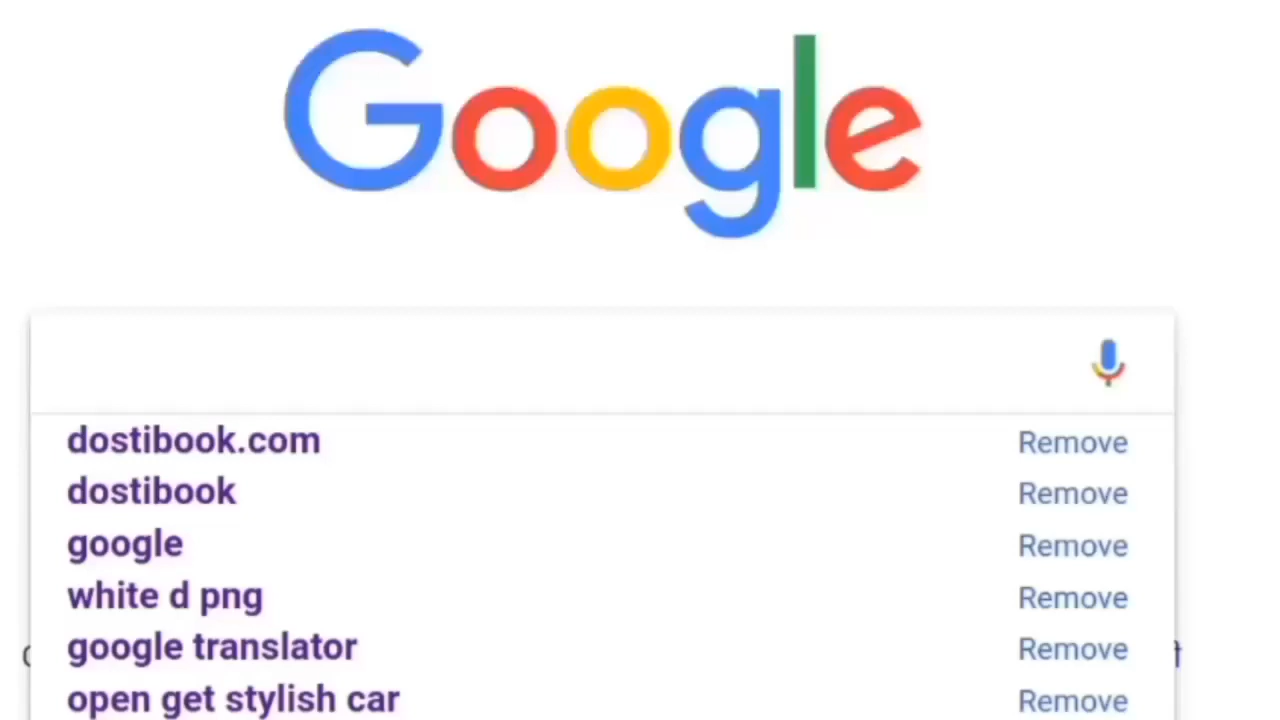 Google
dostibook.com Remove
dostibook Remove
google Remove
white d png Remove
google translator Remove
open get stylish car Remove